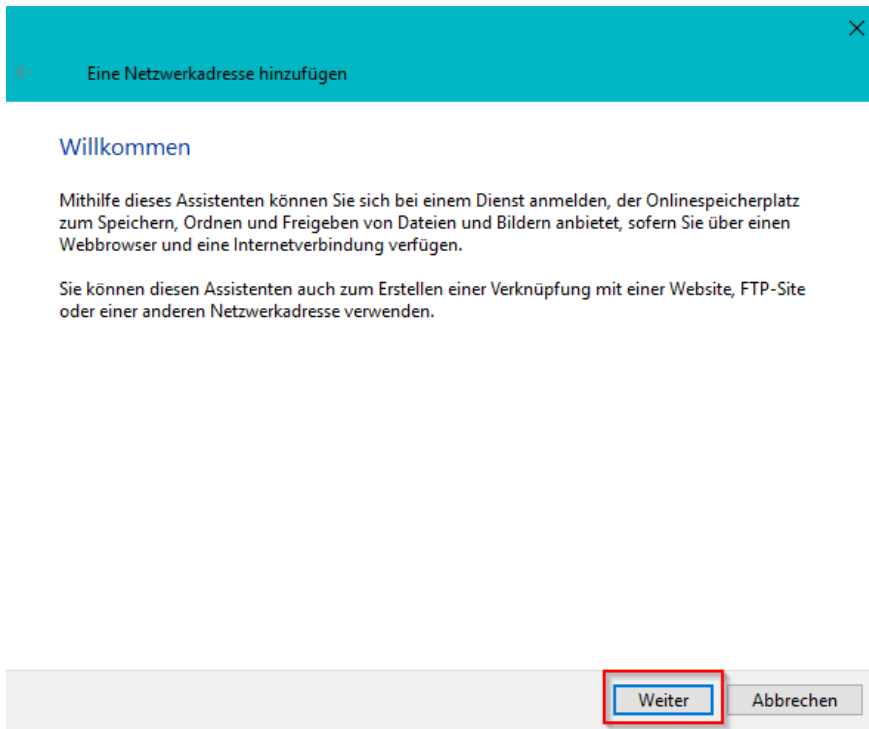 Eine Netzwerkadresse hinzufügen
Willkommen
Mithilfe dieses Assistenten können Sie sich bei einem Dienst anmelden, der Onlinespeicherplatz
zum Speichern, Ordnen und Freigeben von Dateien und Bildern anbietet, sofern Sie über einen
Webbrowser und eine Internetverbindung verfügen.
Sie können diesen Assistenten auch zum Erstellen einer Verknüpfung mit einer Website, FTP-Site
oder einer anderen Netzwerkadresse verwenden.
Weiter Abbrechen